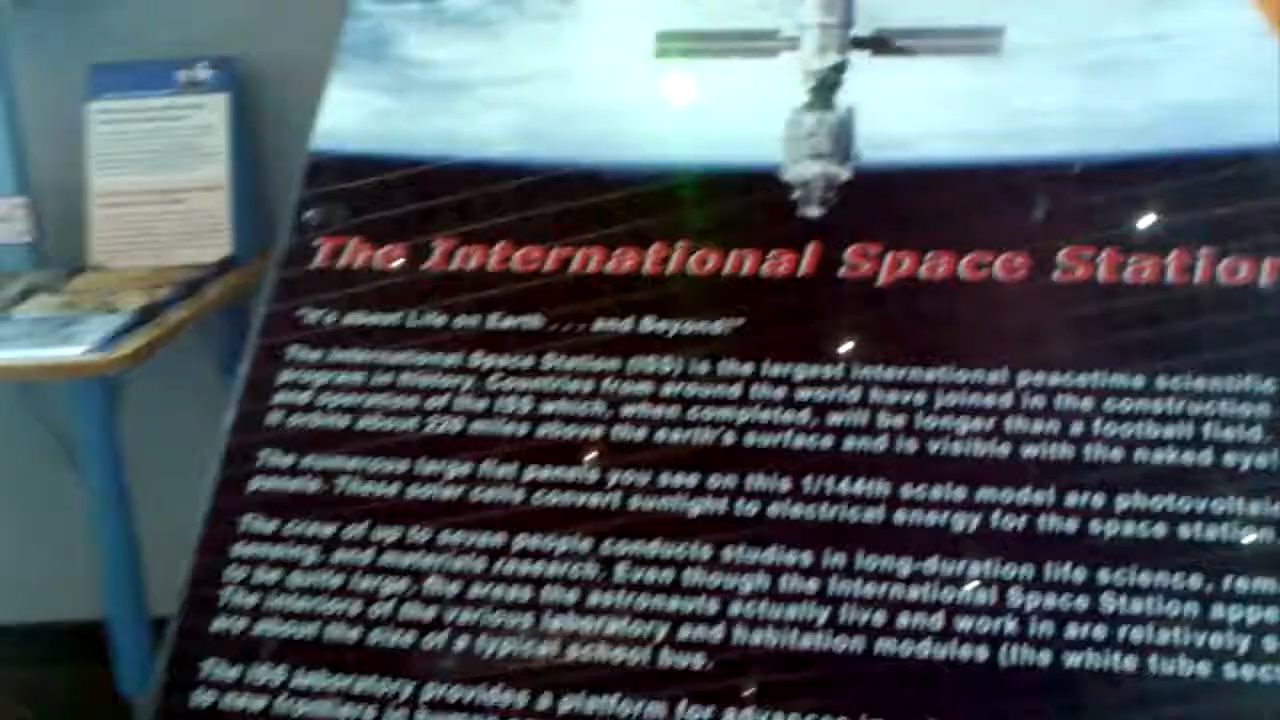 The International Space Station
"It's about Life on Earth . . . and Beyond!"
The International Space Station (ISS) is the largest international peacetime scientific
program in history. Countries from around the world have joined in the construction
and operation of the ISS which, when completed, will be longer than a football field.
It orbits about 220 miles above the earth's surface and is visible with the naked eye!
The numerous large flat panels you see on this 1/144th scale model are
panels. These solar cells convert sunlight to electrical energy for the space station.
The crew of up to seven people conducts studies in long-duration life science,
sensing, and materials research. Even though the International Space Station
to be quite large, the areas the astronauts actually live and work in are relatively
The interiors of the various laboratory and habitation modules (the white tube
are about the size of a typical school bus.
The ISS laboratory provides a platform for advances in
to new frontiers in human